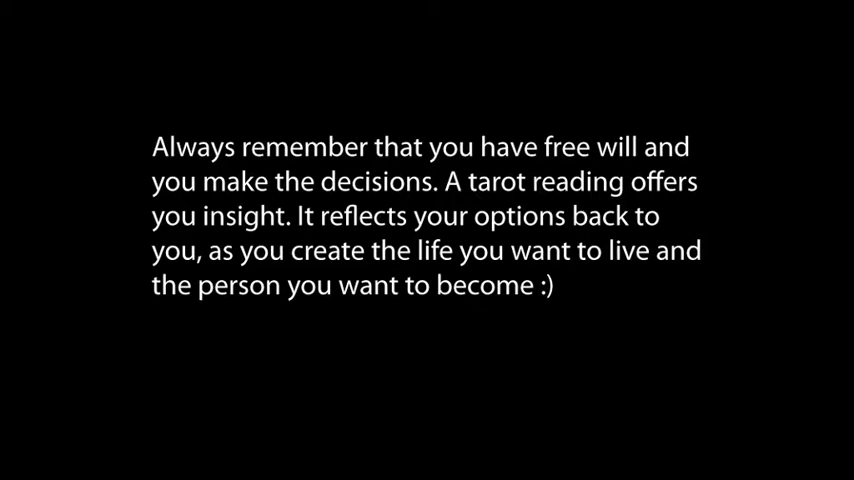 Always remember that you have free will and
you make the decisions. A tarot reading offers
you insight. It reflects your options back to
you, as you create the life you want to live and
the person you want to become :)